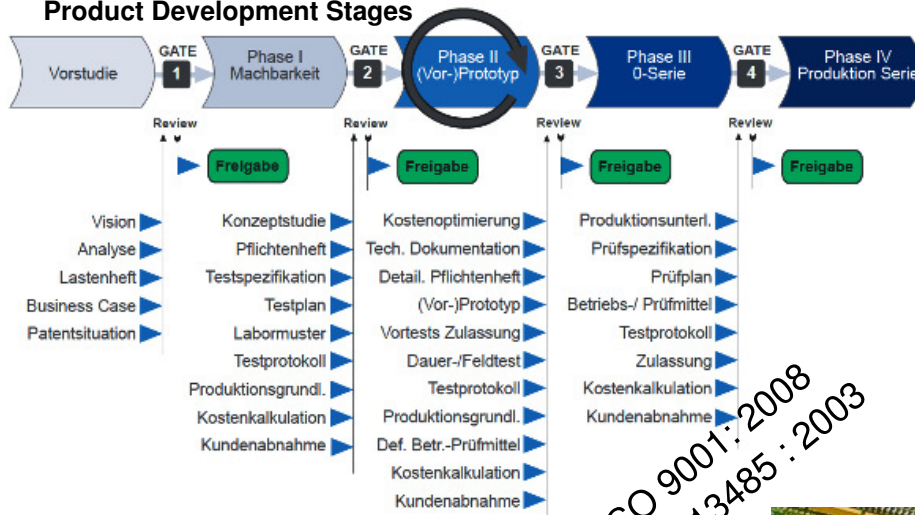 Product Development Stages
Vorstudie
GATE
1
Phase I
Machbarkeit
GATE
2
Phase II
(Vor-)Prototyp
GATE
3
Phase III
0-Serie
GATE
4
Phase IV
Produktion Serie
Review
Review
Review
Review
Freigabe
Freigabe
Freigabe
Freigabe
Vision
Analyse
Lastenheft
Business Case
Patentsituation
Konzeptstudie
Pflichtenheft
Testspezifikation
Testplan
Labormuster
Testprotokoll
Produktionsgrundl.
Kostenkalkulation
Kundenabnahme
Kostenoptimierung
Tech. Dokumentation
Detail. Pflichtenheft
(Vor-)Prototyp
Vortests Zulassung
Dauer-/Feldtest
Testprotokoll
Produktionsgrundl.
Def. Betr.-Prüfmittel
Kostenkalkulation
Kundenabnahme
Produktionsunterl.
Prüfspezifikation
Prüfplan
Betriebs-/ Prüfmittel
Testprotokoll
Zulassung
Kostenkalkulation
Kundenabnahme
SO 9001: 2008
13485 : 2003